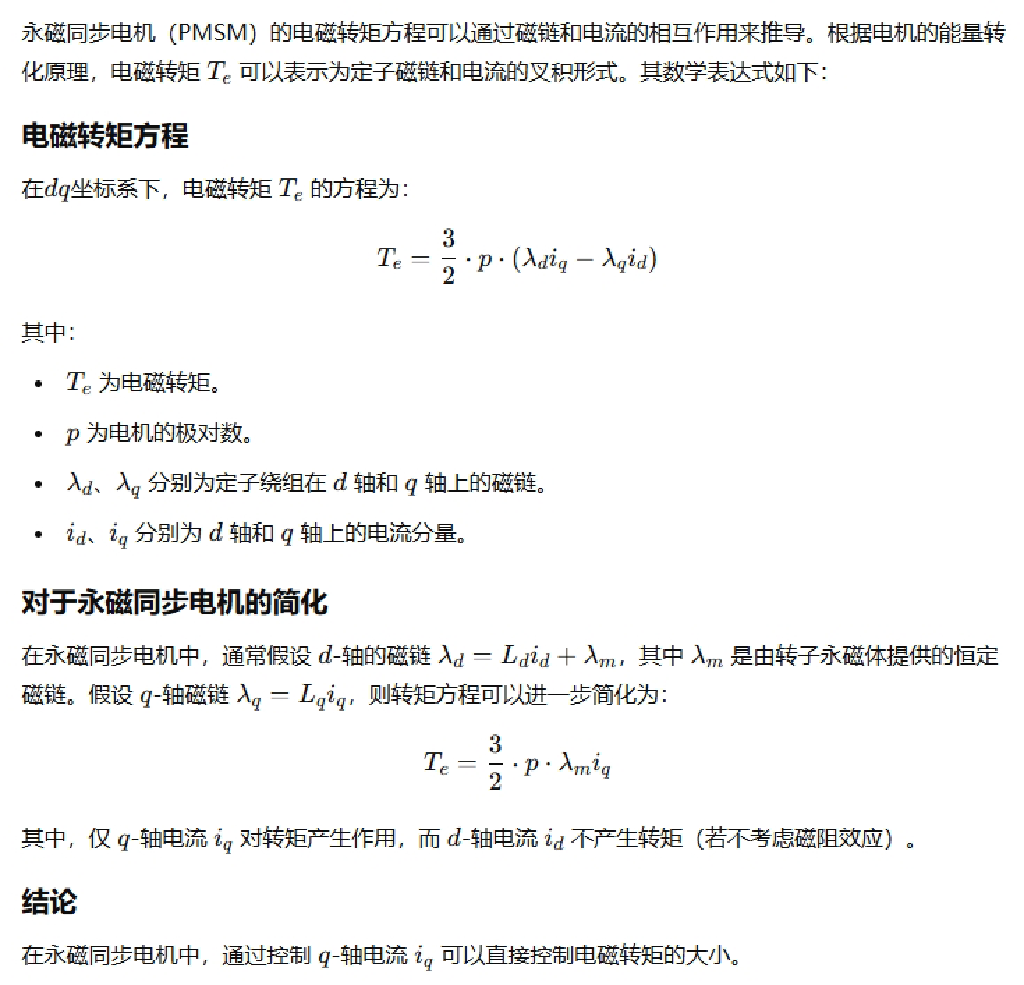 永磁同步电机（PMSM）的电磁转矩方程可以通过磁链和电流的相互作用来推导。根据电机的能量转
化原理，电磁转矩 $T_e$ 可以表示为定子磁链和电流的叉积形式。其数学表达式如下：
电磁转矩方程
在$dq$坐标系下，电磁转矩 $T_e$ 的方程为：
$T_e = \frac{3}{2} \cdot p \cdot (\lambda_d i_q - \lambda_q i_d)$
其中：
• $T_e$ 为电磁转矩。
• $p$ 为电机的极对数。
• $\lambda_d$、$\lambda_q$ 分别为定子绕组在 $d$ 轴和 $q$ 轴上的磁链。
• $i_d$、$i_q$ 分别为 $d$ 轴和 $q$ 轴上的电流分量。
对于永磁同步电机的简化
在永磁同步电机中，通常假设 $d$-轴的磁链 $\lambda_d = L_d i_d + \lambda_m$，其中 $\lambda_m$ 是由转子永磁体提供的恒定
磁链。假设 $q$-轴磁链 $\lambda_q = L_q i_q$，则转矩方程可以进一步简化为：
$T_e = \frac{3}{2} \cdot p \cdot \lambda_m i_q$
其中，仅 $q$-轴电流 $i_q$ 对转矩产生作用，而 $d$-轴电流 $i_d$ 不产生转矩（若不考虑磁阻效应）。
结论
在永磁同步电机中，通过控制 $q$-轴电流 $i_q$ 可以直接控制电磁转矩的大小。